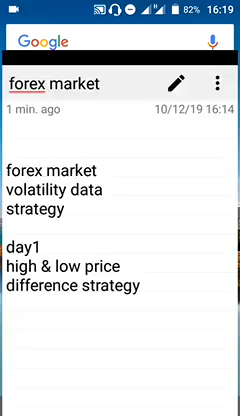 82% 16:19
Google
forex market
1 min. ago 10/12/19 16:14
forex market
volatility data
strategy
day1
high & low price
difference strategy